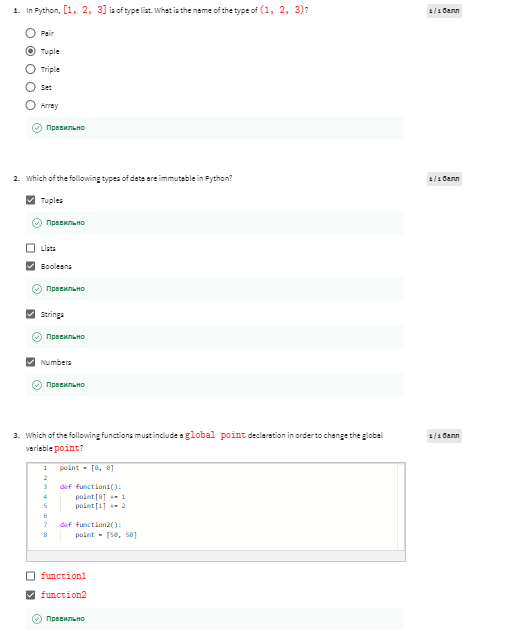 1. In Python, [1, 2, 3] is of type list. What is the name of the type of (1, 2, 3)?
1 / 1 балл
Pair
Tuple
Triple
Set
Array
Правильно
2. Which of the following types of data are immutable in Python?
1 / 1 балл
Tuples
Правильно
Lists
Booleans
Правильно
Strings
Правильно
Numbers
Правильно
3. Which of the following functions must include a global point declaration in order to change the global
variable point?
1 / 1 балл
1 point = [0, 0]
2
3 def function1():
4 point[0] += 1
5 point[1] += 2
6
7 def function2():
8 point = [50, 50]
function1
function2
Правильно